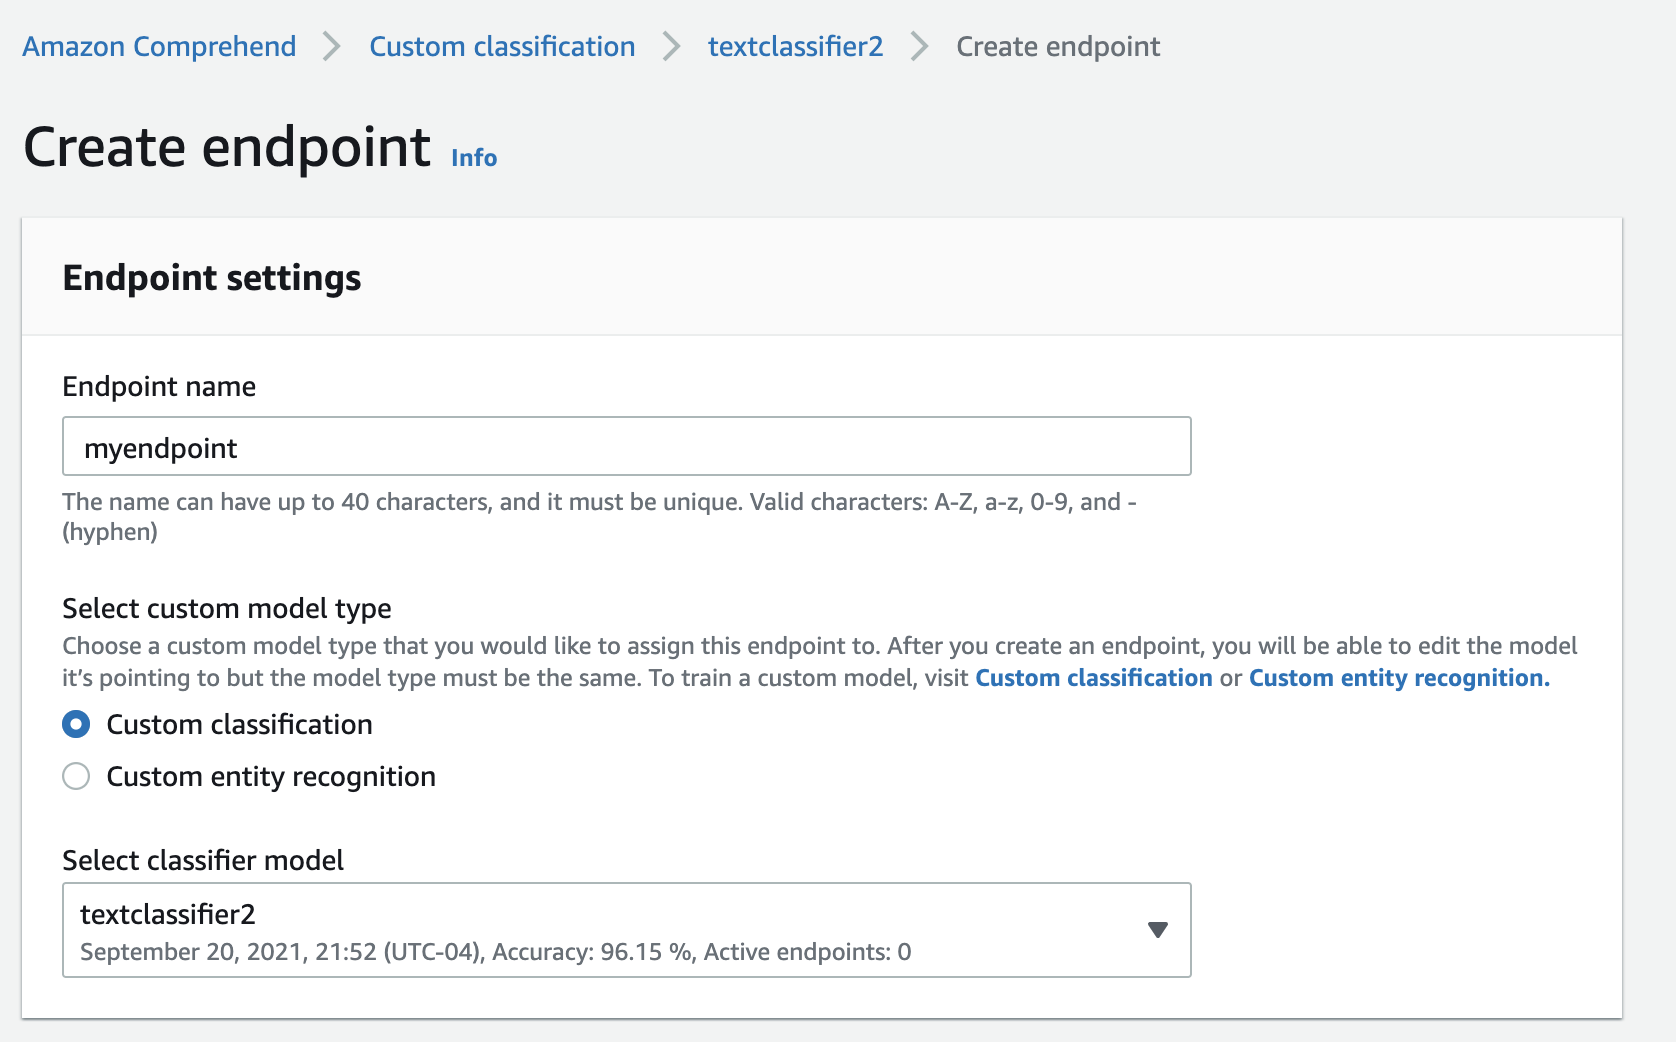 Amazon Comprehend Custom classification textclassifier2 Create endpoint
Create endpoint Info
Endpoint settings
Endpoint name
myendpoint
The name can have up to 40 characters, and it must be unique. Valid characters: A-Z, a-z, 0-9, and -
(hyphen)
Select custom model type
Choose a custom model type that you would like to assign this endpoint to. After you create an endpoint, you will be able to edit the model
it’s pointing to but the model type must be the same. To train a custom model, visit Custom classification or Custom entity recognition.
Custom classification
Custom entity recognition
Select classifier model
textclassifier2
September 20, 2021, 21:52 (UTC-04), Accuracy: 96.15 %, Active endpoints: 0